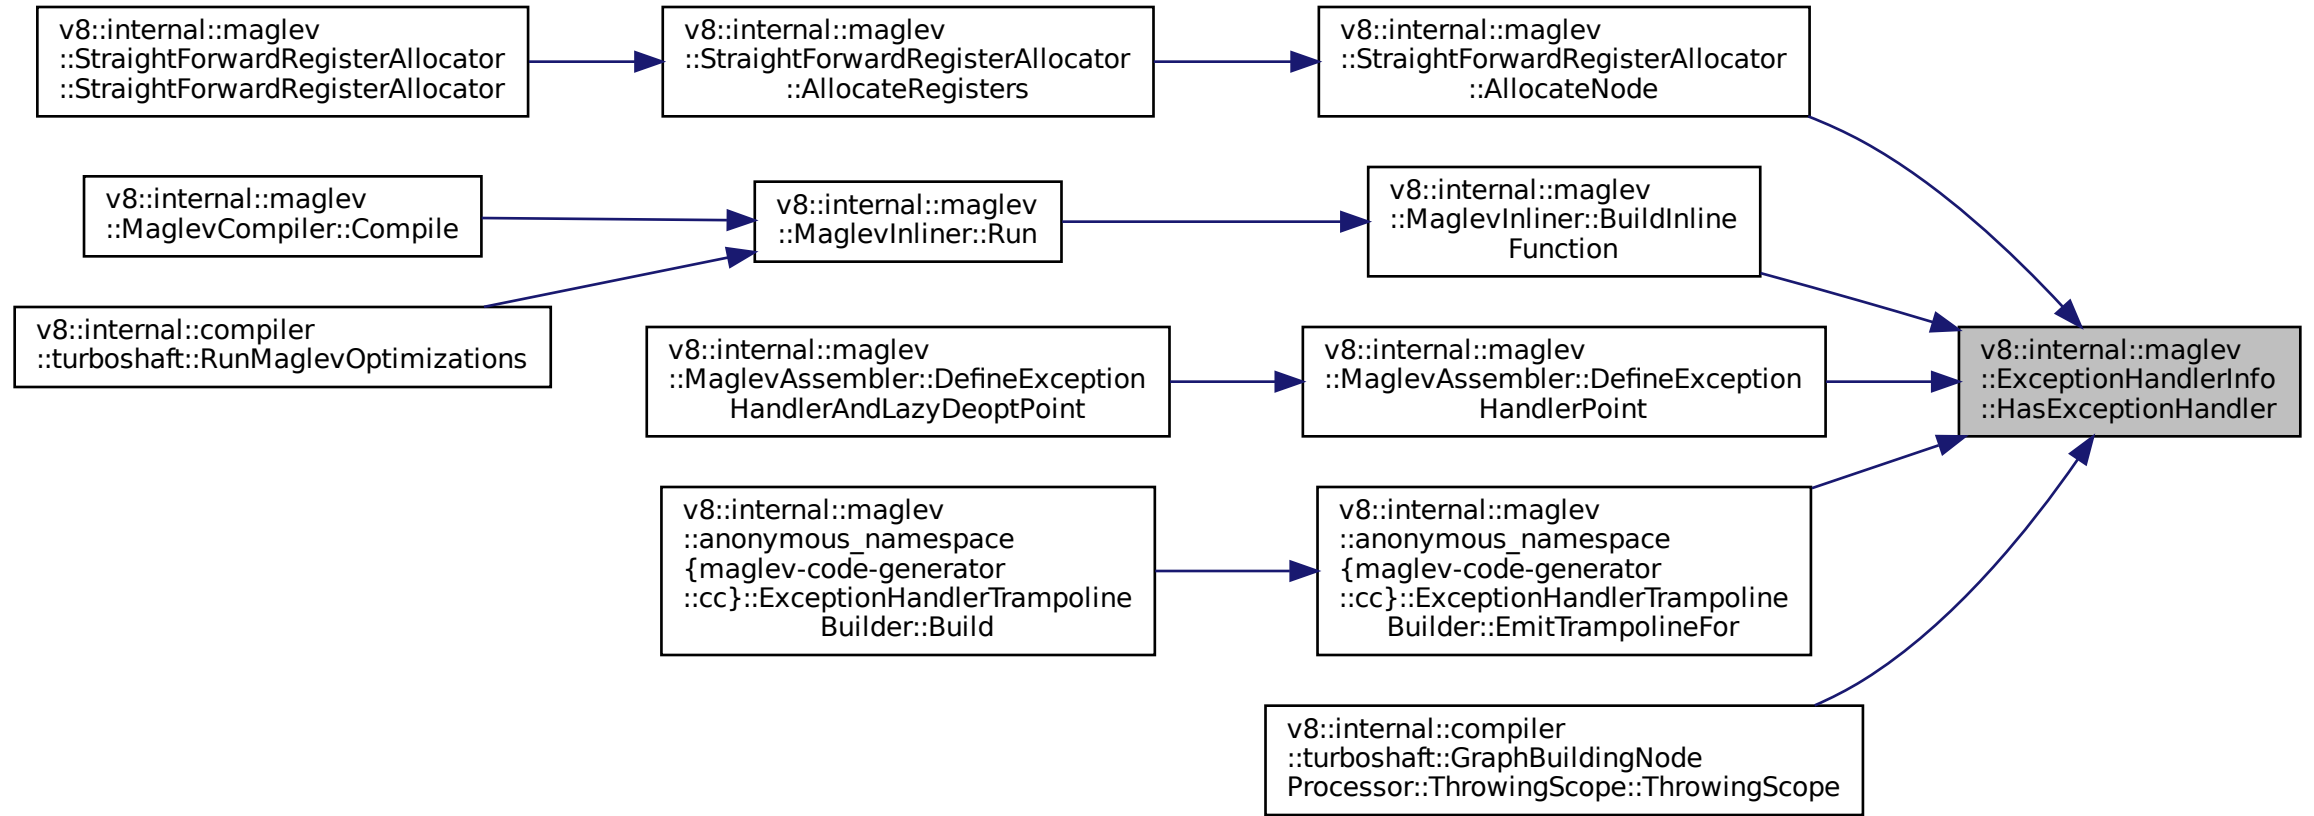 v8::internal::maglev
::StraightForwardRegisterAllocator
::StraightForwardRegisterAllocator
v8::internal::maglev
::StraightForwardRegisterAllocator
::AllocateRegisters
v8::internal::maglev
::StraightForwardRegisterAllocator
::AllocateNode
v8::internal::maglev
::MaglevCompiler::Compile
v8::internal::maglev
::MaglevInliner::Run
v8::internal::maglev
::MaglevInliner::BuildInline
Function
v8::internal::compiler
::turboshaft::RunMaglevOptimizations
v8::internal::maglev
::MaglevAssembler::DefineException
HandlerAndLazyDeoptPoint
v8::internal::maglev
::MaglevAssembler::DefineException
HandlerPoint
v8::internal::maglev
::ExceptionHandlerInfo
::HasExceptionHandler
v8::internal::maglev
::anonymous_namespace
{maglev-code-generator
::cc}::ExceptionHandlerTrampoline
Builder::Build
v8::internal::maglev
::anonymous_namespace
{maglev-code-generator
::cc}::ExceptionHandlerTrampoline
Builder::EmitTrampolineFor
v8::internal::compiler
::turboshaft::GraphBuildingNode
Processor::ThrowingScope::ThrowingScope